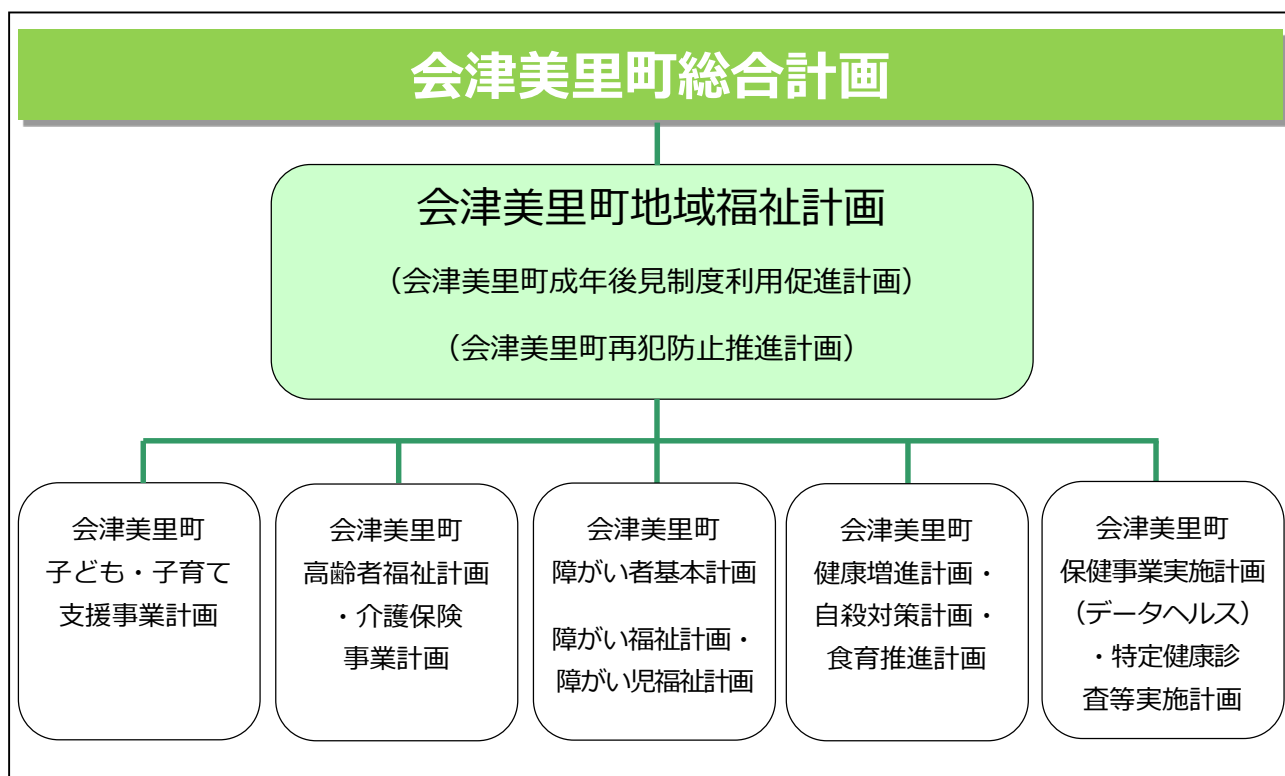 会津美里町総合計画
会津美里町地域福祉計画
（会津美里町成年後見制度利用促進計画）
（会津美里町再犯防止推進計画）
会津美里町
子ども・子育て
支援事業計画
会津美里町
高齢者福祉計画
・介護保険
事業計画
会津美里町
障がい者基本計画
障がい福祉計画・
障がい児福祉計画
会津美里町
健康増進計画・
自殺対策計画・
食育推進計画
会津美里町
保健事業実施計画
（データヘルス）
・特定健康診
査等実施計画